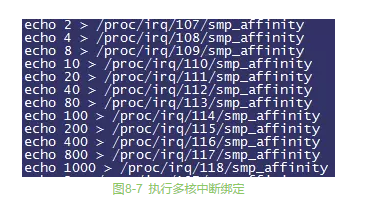 echo 2 > /proc/irq/107/smp_affinity
echo 4 > /proc/irq/108/smp_affinity
echo 8 > /proc/irq/109/smp_affinity
echo 10 > /proc/irq/110/smp_affinity
echo 20 > /proc/irq/111/smp_affinity
echo 40 > /proc/irq/112/smp_affinity
echo 80 > /proc/irq/113/smp_affinity
echo 100 > /proc/irq/114/smp_affinity
echo 200 > /proc/irq/115/smp_affinity
echo 400 > /proc/irq/116/smp_affinity
echo 800 > /proc/irq/117/smp_affinity
echo 1000 > /proc/irq/118/smp_affinity
图8-7 执行多核中断绑定